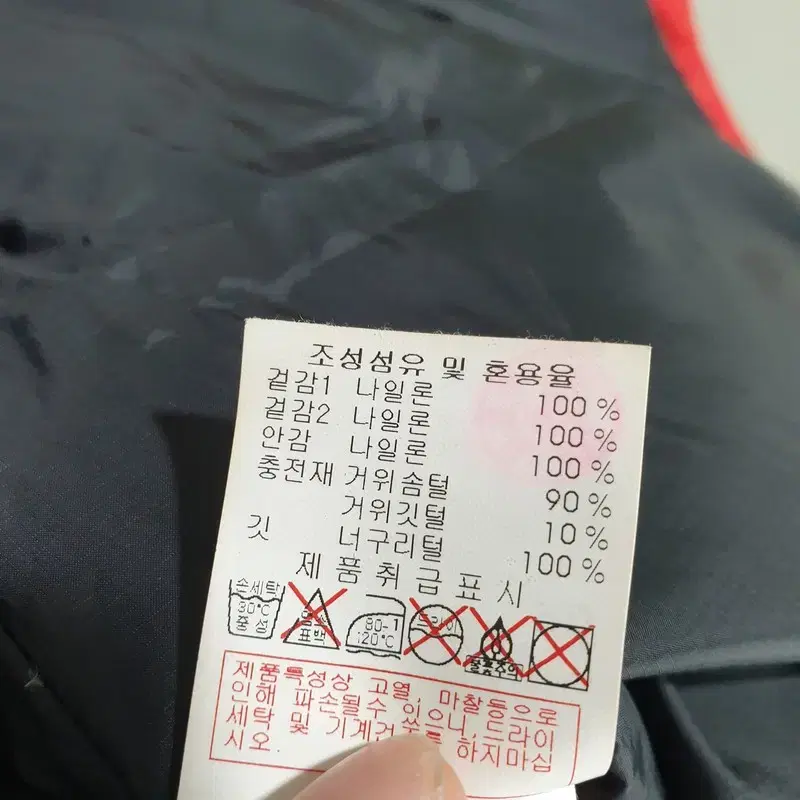 조성섬유 및 혼용율
겉감1 나일론 100 %
겉감2 나일론 100 %
안감 나일론 100 %
충전재 거위솜털 90 %
거위깃털 10 %
깃 너구리털 100 %
제품취급표시
손세탁 30℃ 중성
염소 표백
80-120℃
드라이
제품특성상 고열, 마찰등으로
인해 파손될수 있으니, 드라이
세탁 및 기계건조를 하지마십
시오.